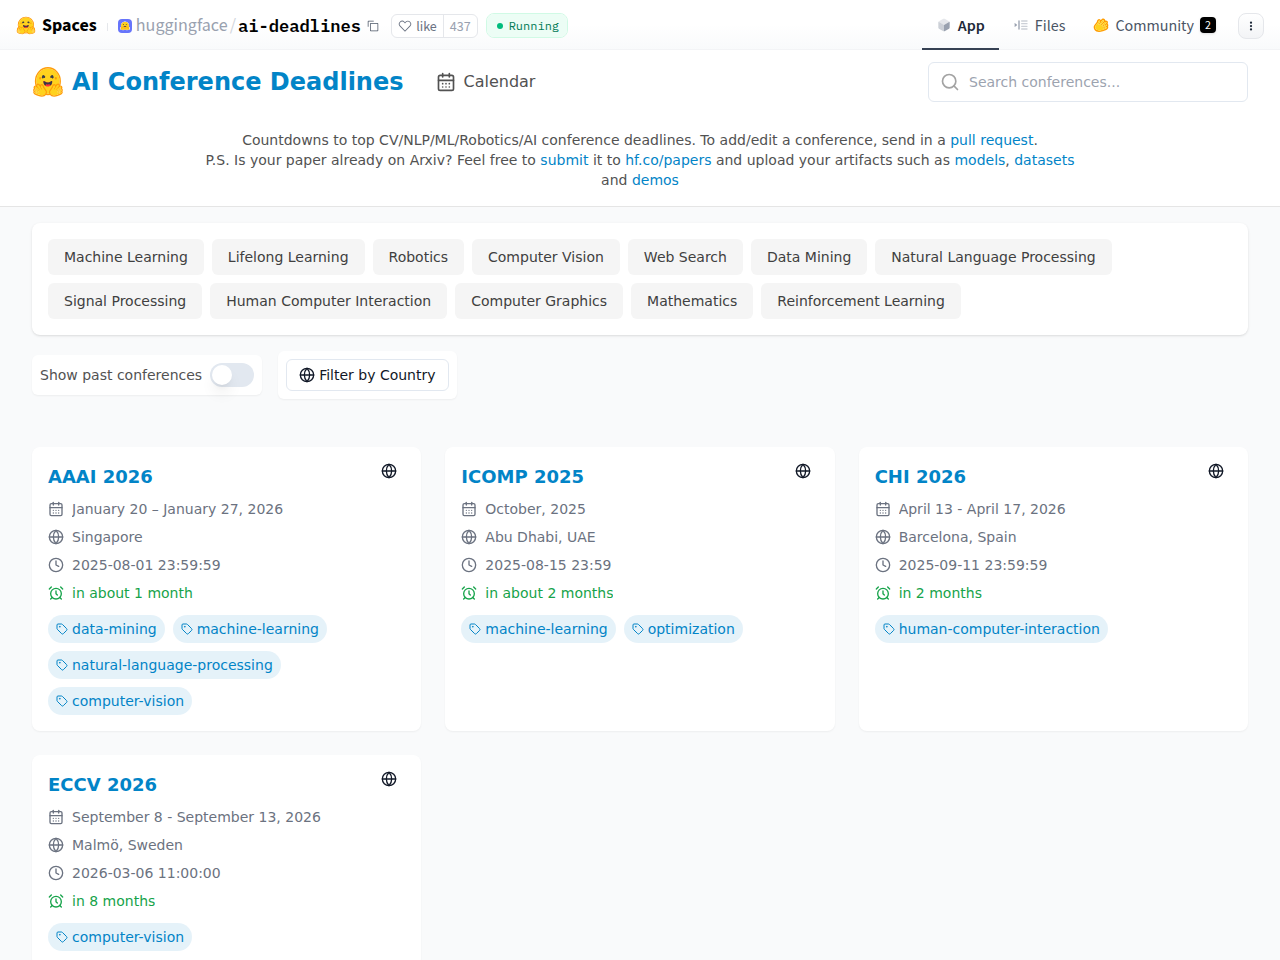 Spaces
huggingface/ai-deadlines
like 437
Running
App
Files
Community 2
AI Conference Deadlines
Calendar
Search conferences...
Countdowns to top CV/NLP/ML/Robotics/AI conference deadlines. To add/edit a conference, send in a pull request.
P.S. Is your paper already on Arxiv? Feel free to submit it to hf.co/papers and upload your artifacts such as models, datasets
and demos
Machine Learning
Lifelong Learning
Robotics
Computer Vision
Web Search
Data Mining
Natural Language Processing
Signal Processing
Human Computer Interaction
Computer Graphics
Mathematics
Reinforcement Learning
Show past conferences
Filter by Country
AAAI 2026
January 20 – January 27, 2026
Singapore
2025-08-01 23:59:59
in about 1 month
data-mining
machine-learning
natural-language-processing
computer-vision
ICOMP 2025
October, 2025
Abu Dhabi, UAE
2025-08-15 23:59
in about 2 months
machine-learning
optimization
CHI 2026
April 13 - April 17, 2026
Barcelona, Spain
2025-09-11 23:59:59
in 2 months
human-computer-interaction
ECCV 2026
September 8 - September 13, 2026
Malmö, Sweden
2026-03-06 11:00:00
in 8 months
computer-vision